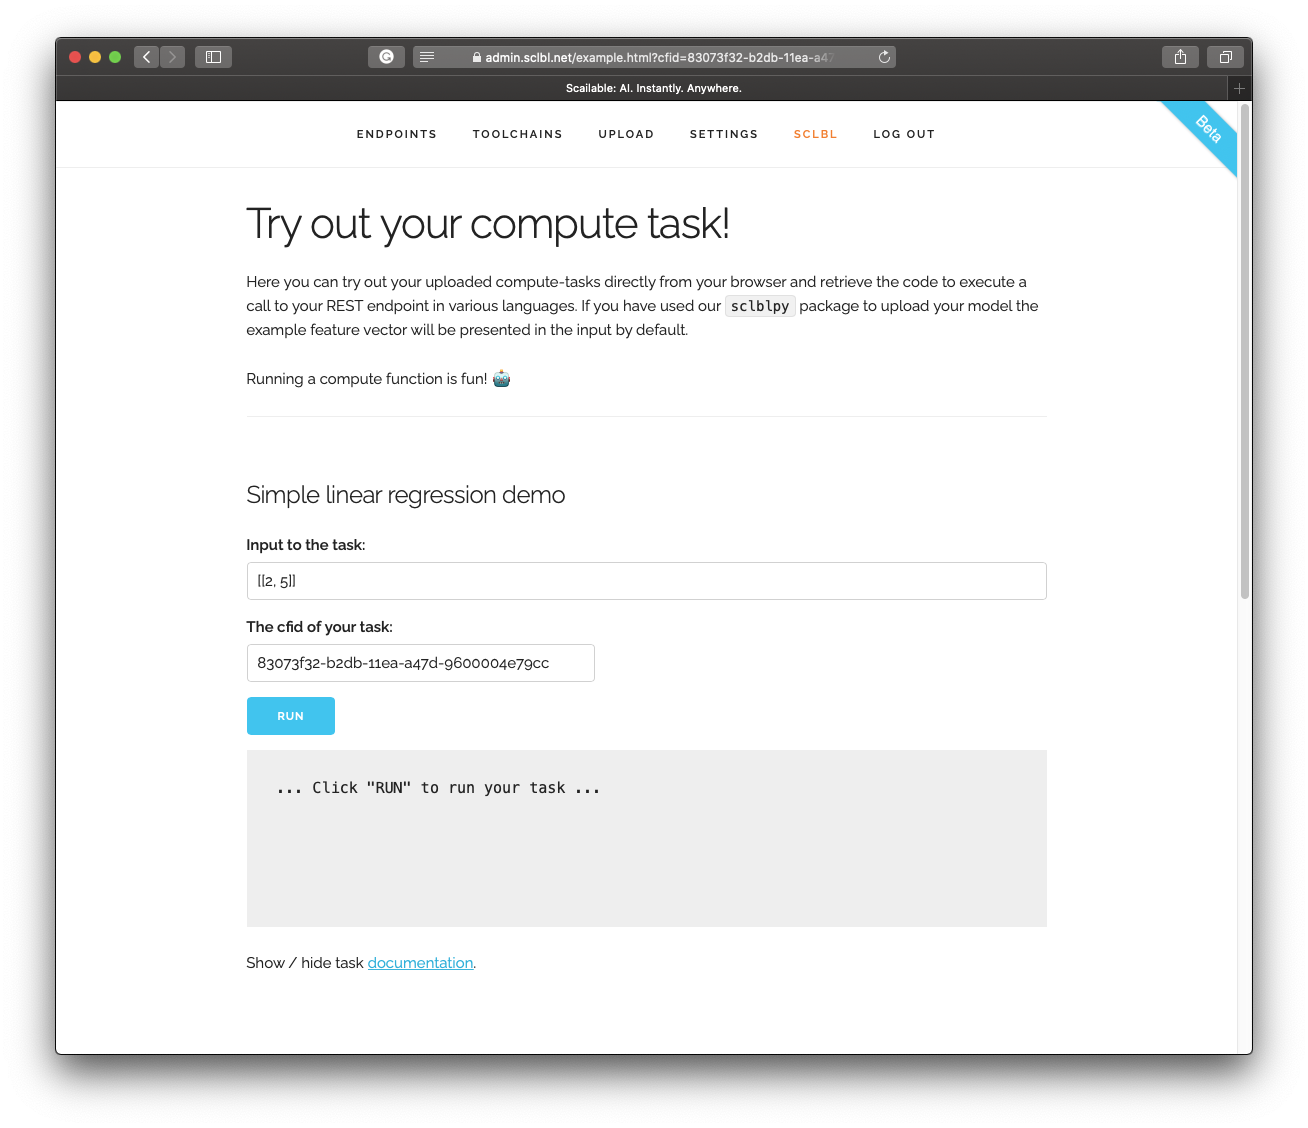 admin.sclbl.net/example.html?cfid=83073f32-b2db-11ea-a47
Scailable: AI. Instantly. Anywhere.
ENDPOINTS TOOLCHAINS UPLOAD SETTINGS SCLBL LOG OUT
Beta
Try out your compute task!
Here you can try out your uploaded compute-tasks directly from your browser and retrieve the code to execute a
call to your REST endpoint in various languages. If you have used our sclblpy package to upload your model the
example feature vector will be presented in the input by default.
Running a compute function is fun! 🤖
Simple linear regression demo
Input to the task:
[[2, 5]]
The cfid of your task:
83073f32-b2db-11ea-a47d-9600004e79cc
RUN
... Click "RUN" to run your task ...
Show / hide task documentation.